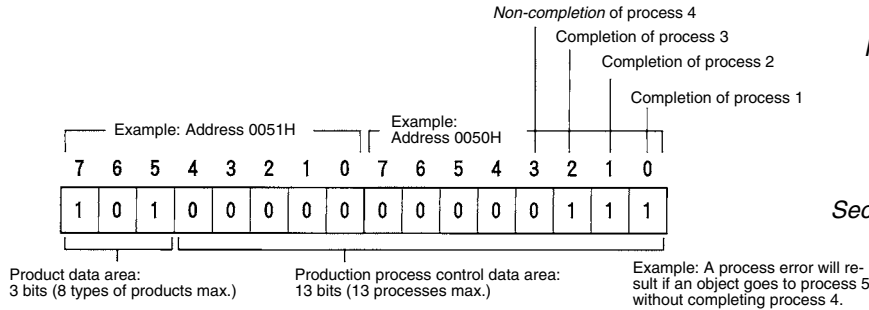 Non-completion of process 4
Completion of process 3
Completion of process 2
Completion of process 1
Example: Address 0051H
Example:
Address 0050H
7 6 5 4 3 2 1 0 7 6 5 4 3 2 1 0
1 0 1 0 0 0 0 0 0 0 0 0 0 1 1 1
Sec
Product data area:
3 bits (8 types of products max.)
Production process control data area:
13 bits (13 processes max.)
Example: A process error will re-
sult if an object goes to process 5
without completing process 4.